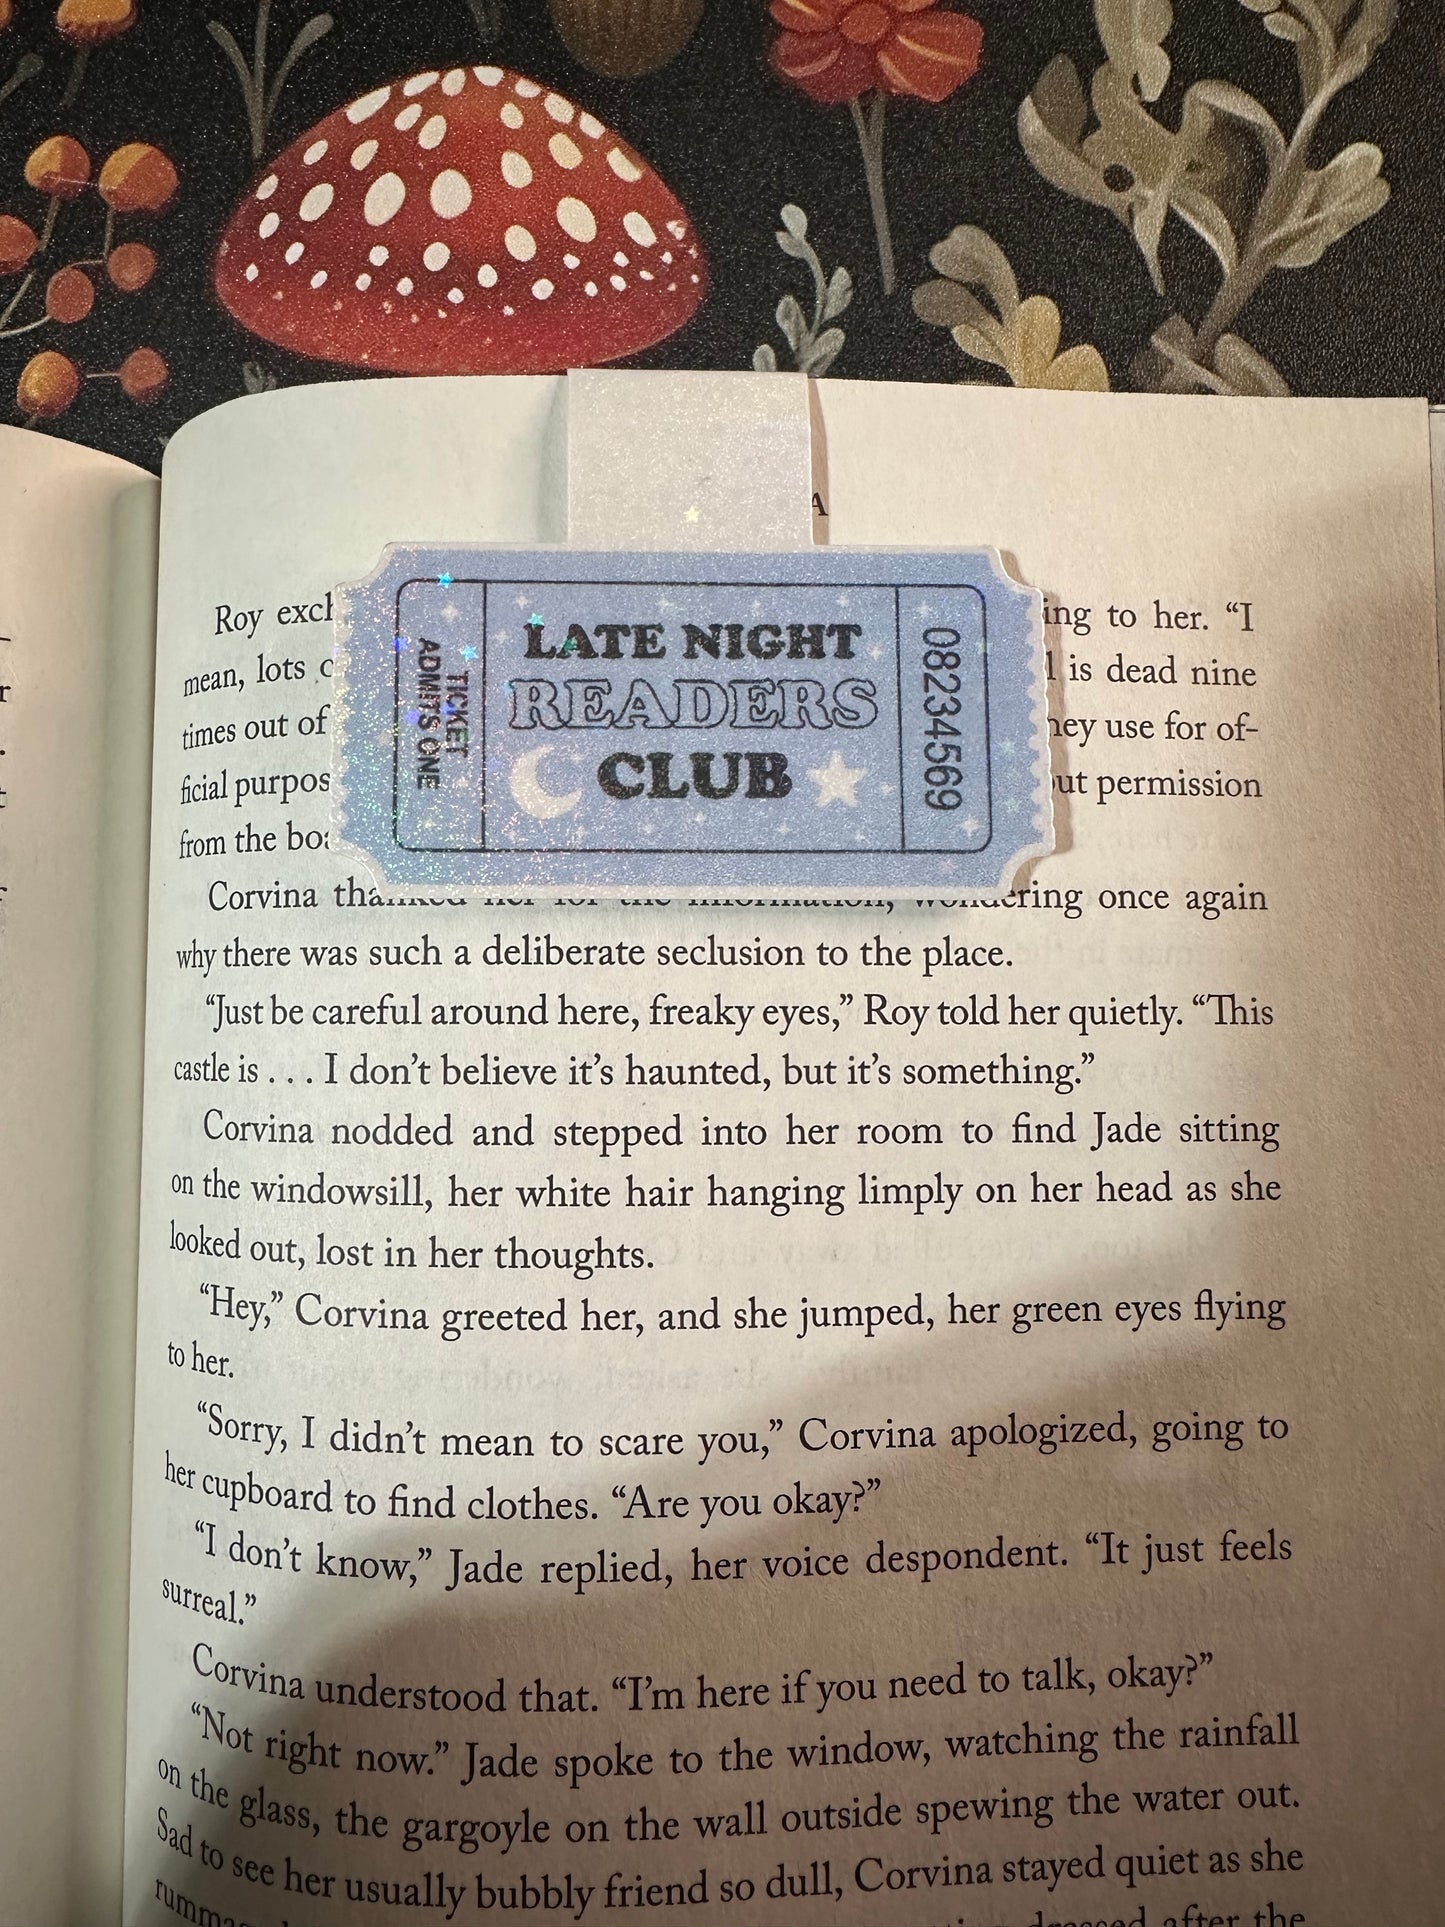 A
LATE NIGHT
READERS
CLUB
TICKET
ADMITS ONE
08234569
Roy ing to her. “I
mean, lots is dead nine
times out of use for of-
ficial permission
from the
Corvina once again
why there was such a deliberate seclusion to the place.
“Just be careful around here, freaky eyes,” Roy told her quietly. “This
castle is . . . I don’t believe it’s haunted, but it’s something.”
Corvina nodded and stepped into her room to find Jade sitting
on the windowsill, her white hair hanging limply on her head as she
looked out, lost in her thoughts.
“Hey,” Corvina greeted her, and she jumped, her green eyes flying
to her.
“Sorry, I didn’t mean to scare you,” Corvina apologized, going to
her cupboard to find clothes. “Are you okay?”
“I don’t know,” Jade replied, her voice despondent. “It just feels
surreal.”
Corvina understood that. “I’m here if you need to talk, okay?”
“Not right now.” Jade spoke to the window, watching the rainfall
on the glass, the gargoyle on the wall outside spewing the water out.
Sad to see her usually bubbly friend so dull, Corvina stayed quiet as she
after the